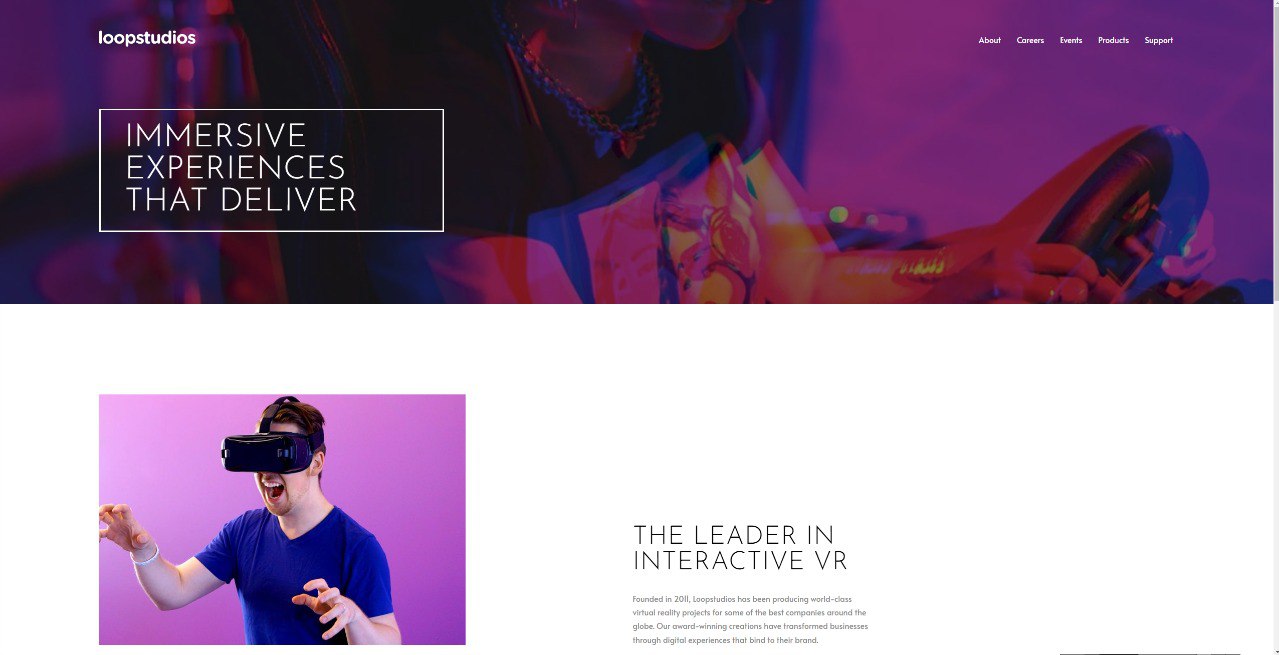 loopstudios
About Careers Events Products Support
IMMERSIVE
EXPERIENCES
THAT DELIVER
THE LEADER IN
INTERACTIVE VR
Founded in 2011, Loopstudios has been producing world-class
virtual reality projects for some of the best companies around the
globe. Our award-winning creations have transformed businesses
through digital experiences that bind to their brand.